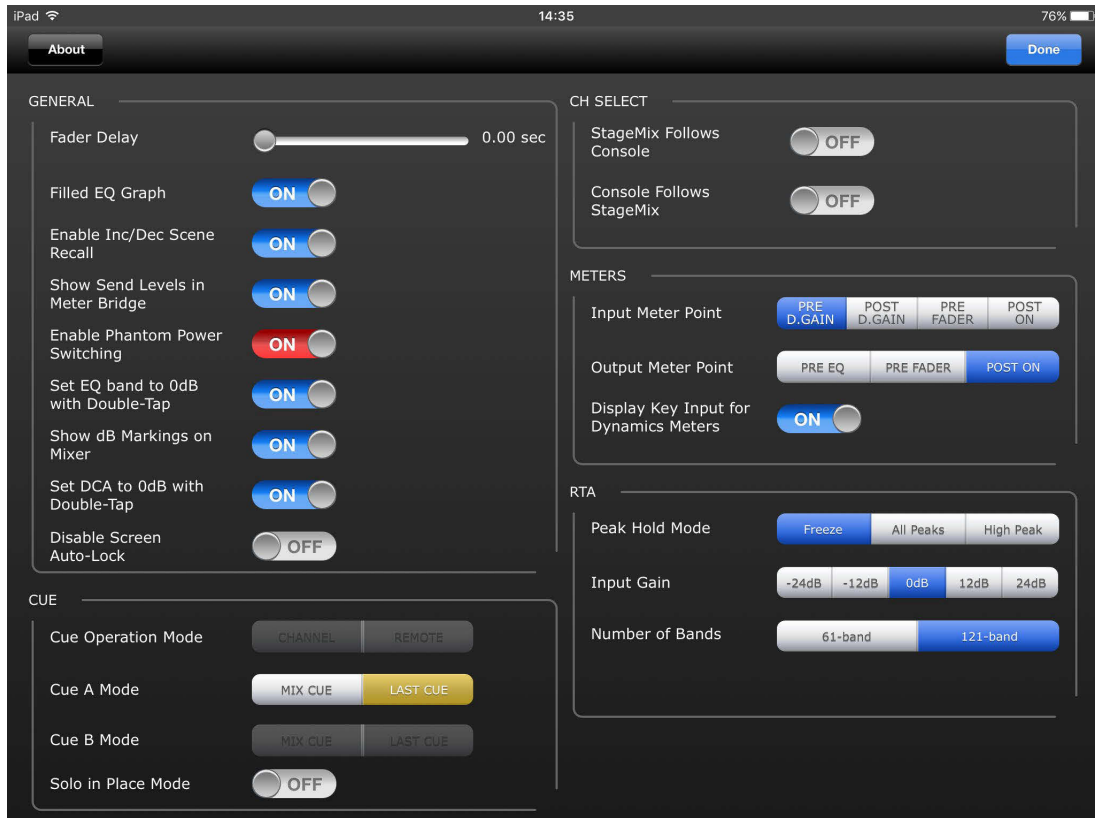 iPad 14:35 76%
About Done
GENERAL
Fader Delay 0.00 sec
Filled EQ Graph ON
Enable Inc/Dec Scene
Recall ON
Show Send Levels in
Meter Bridge ON
Enable Phantom Power
Switching ON
Set EQ band to 0dB
with Double-Tap ON
Show dB Markings on
Mixer ON
Set DCA to 0dB with
Double-Tap ON
Disable Screen
Auto-Lock OFF
CUE
Cue Operation Mode CHANNEL REMOTE
Cue A Mode MIX CUE LAST CUE
Cue B Mode MIX CUE LAST CUE
Solo in Place Mode OFF
CH SELECT
StageMix Follows
Console OFF
Console Follows
StageMix OFF
METERS
Input Meter Point PRE D.GAIN POST D.GAIN PRE FADER POST ON
Output Meter Point PRE EQ PRE FADER POST ON
Display Key Input for
Dynamics Meters ON
RTA
Peak Hold Mode Freeze All Peaks High Peak
Input Gain -24dB -12dB 0dB 12dB 24dB
Number of Bands 61-band 121-band